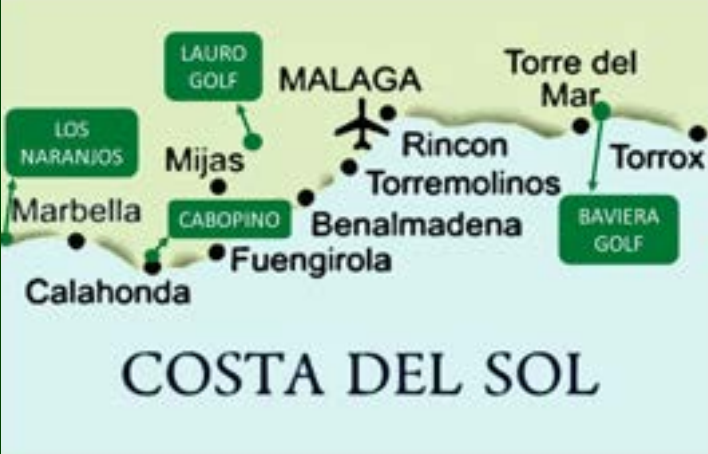 LAURO
GOLF
MALAGA
Torre del
Mar
LOS
NARANJOS
Mijas
Rincon
Torrox
Torremolinos
Marbella
CABOPINO
Benalmadena
BAVIERA
GOLF
Fuengirola
Calahonda
COSTA DEL SOL